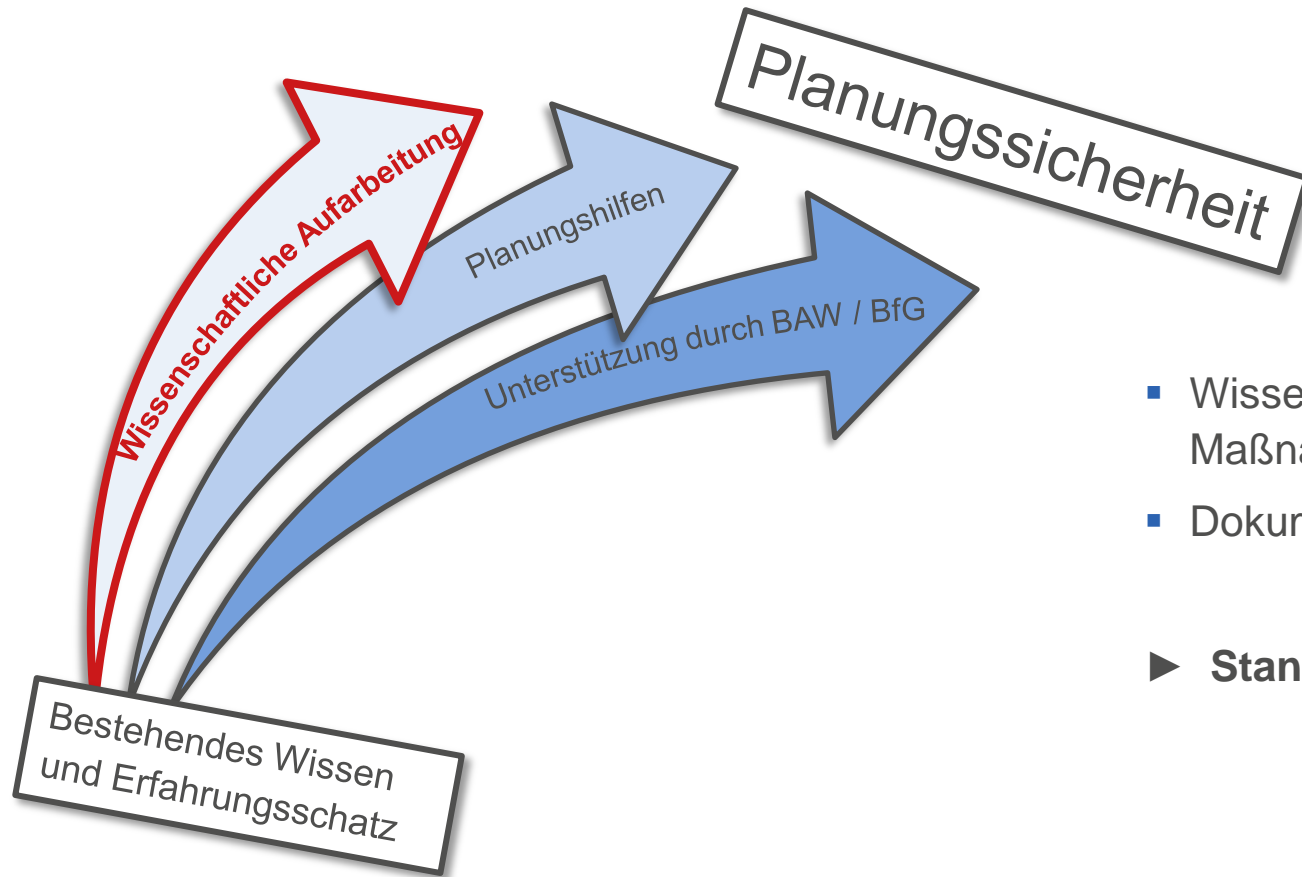 Planungssicherheit
Wissenschaftliche Aufarbeitung
Planungshilfen
Unterstützung durch BAW / BfG
Bestehendes Wissen
und Erfahrungsschatz